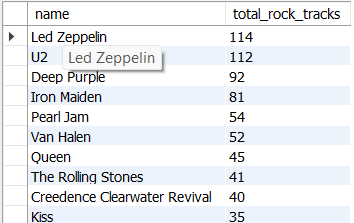 name total_rock_tracks
Led Zeppelin 114
U2 112
Led Zeppelin
Deep Purple 92
Iron Maiden 81
Pearl Jam 54
Van Halen 52
Queen 45
The Rolling Stones 41
Creedence Clearwater Revival 40
Kiss 35